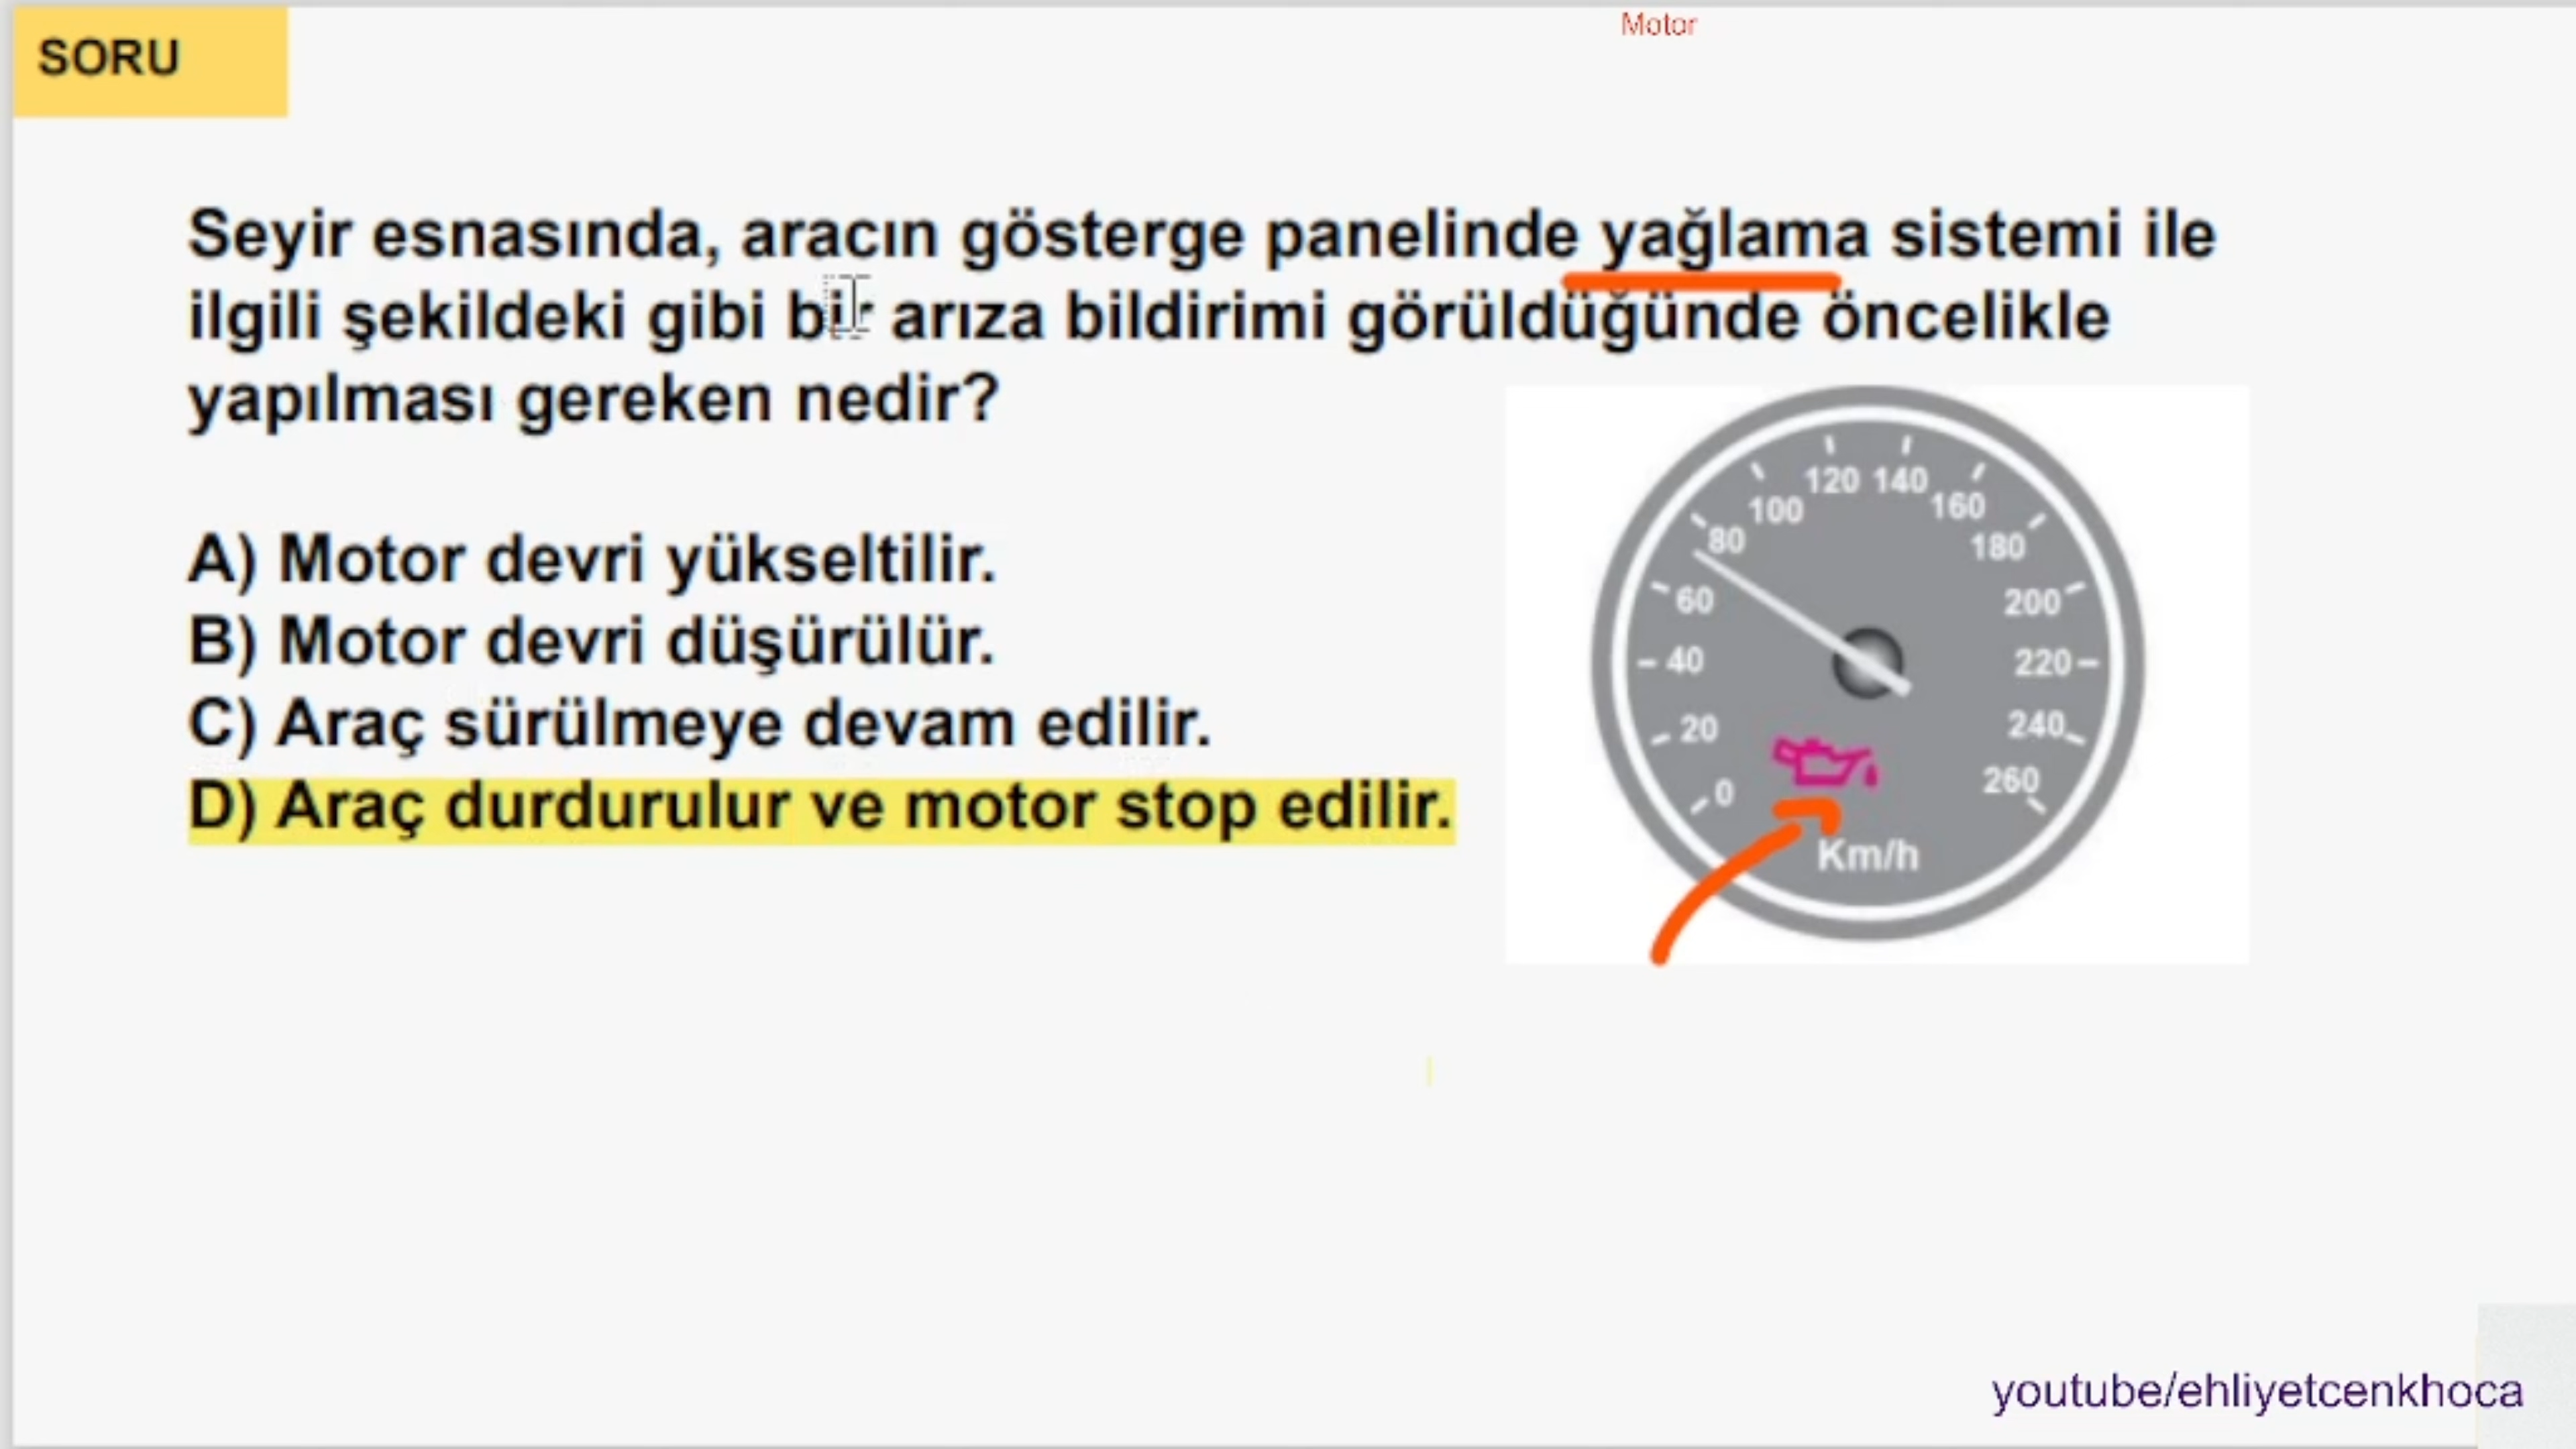 Motor
SORU
Seyir esnasında, aracın gösterge panelinde yağlama sistemi ile
ilgili şekildeki gibi bir arıza bildirimi görüldüğünde öncelikle
yapılması gereken nedir?
A) Motor devri yükseltilir.
B) Motor devri düşürülür.
C) Araç sürülmeye devam edilir.
D) Araç durdurulur ve motor stop edilir.
0
20
40
60
80
100
120
140
160
180
200
220
240
260
Km/h
youtube/ehliyetcenkhoca